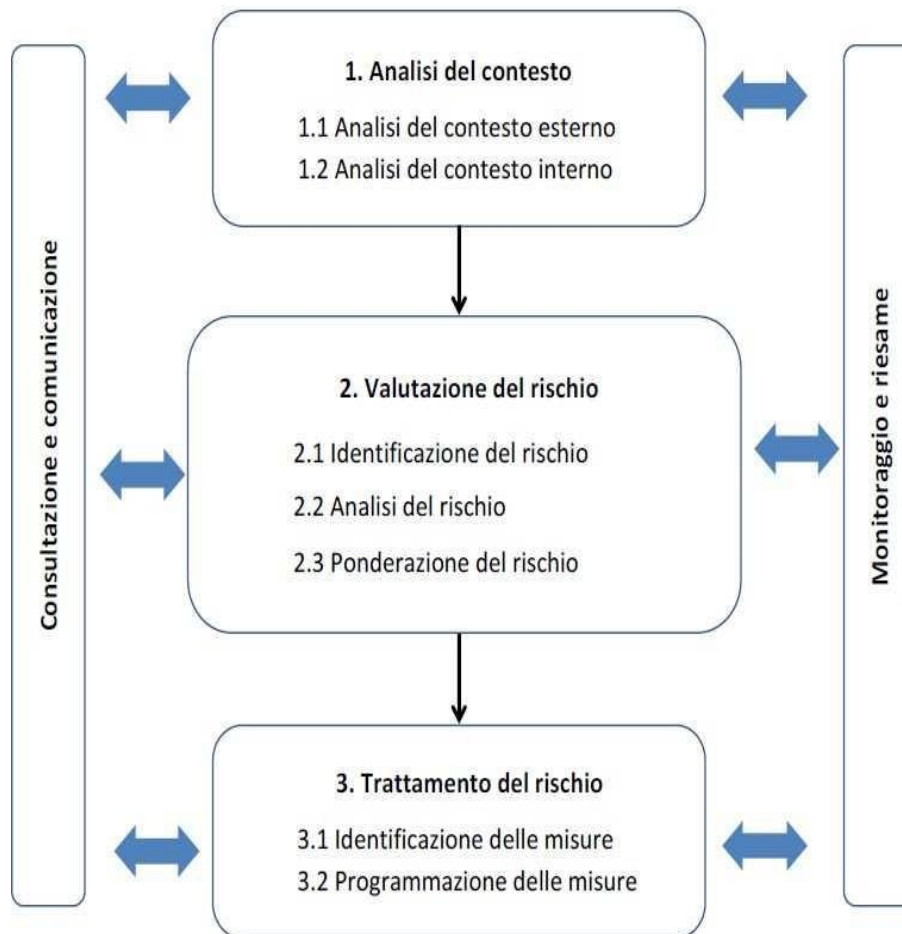 Consultazione e comunicazione
1. Analisi del contesto
1.1 Analisi del contesto esterno
1.2 Analisi del contesto interno
2. Valutazione del rischio
2.1 Identificazione del rischio
2.2 Analisi del rischio
2.3 Ponderazione del rischio
3. Trattamento del rischio
3.1 Identificazione delle misure
3.2 Programmazione delle misure
Monitoraggio e riesame